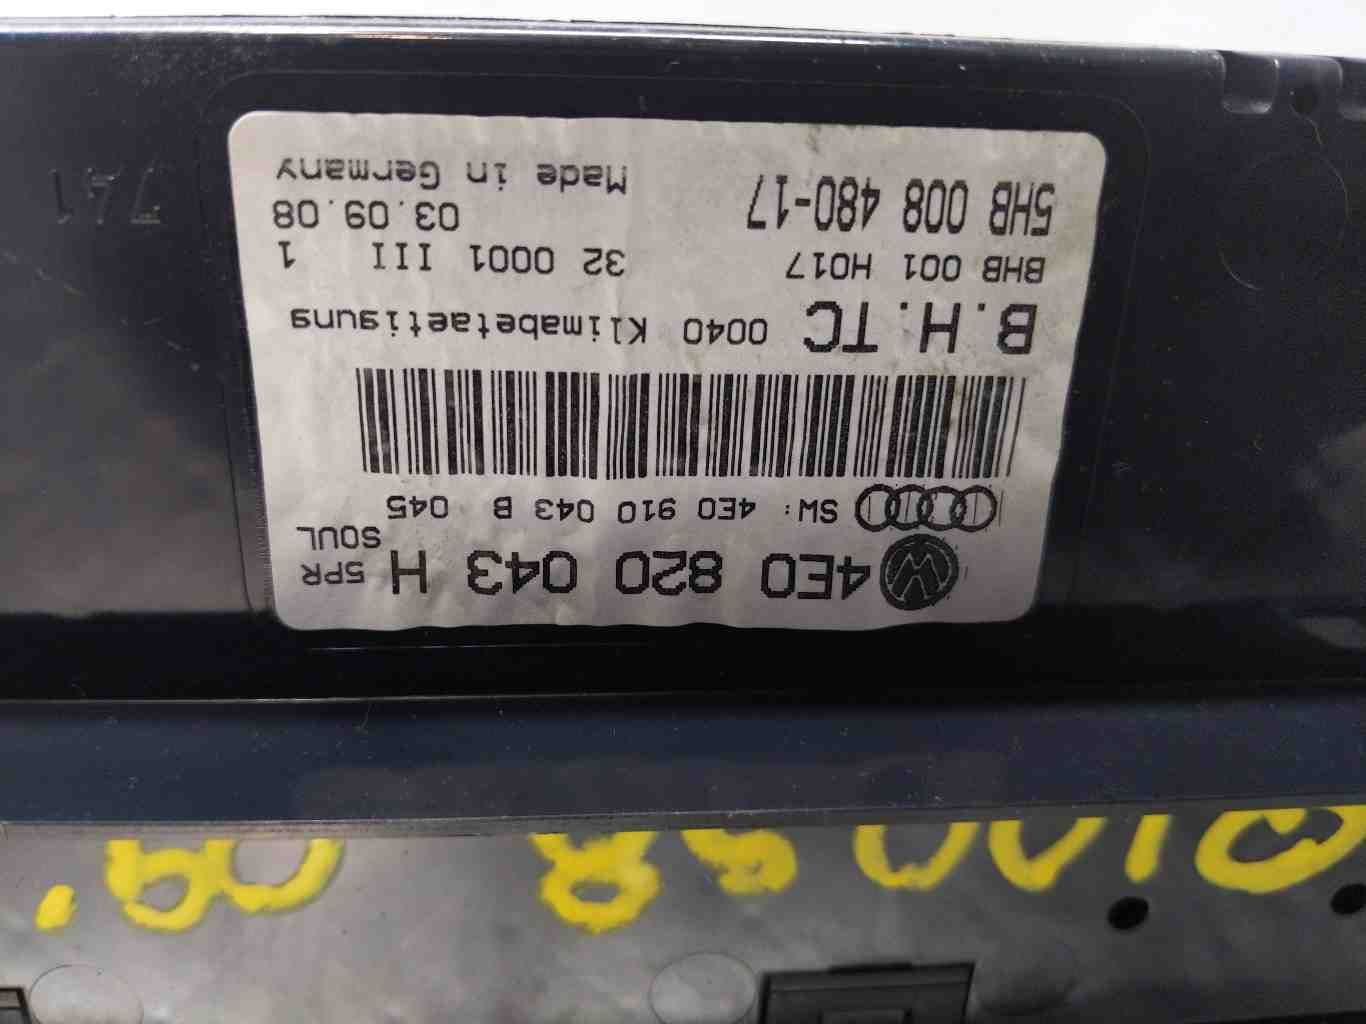 4E0 820 043 H 5PR
SOUL
SW: 4E0 910 043 B 045
B.H.TC 0040 Klimabetaetigung
BHB 001 H017 32 0001 III 1
5HB 008 480-17 03.09.08
Made in Germany